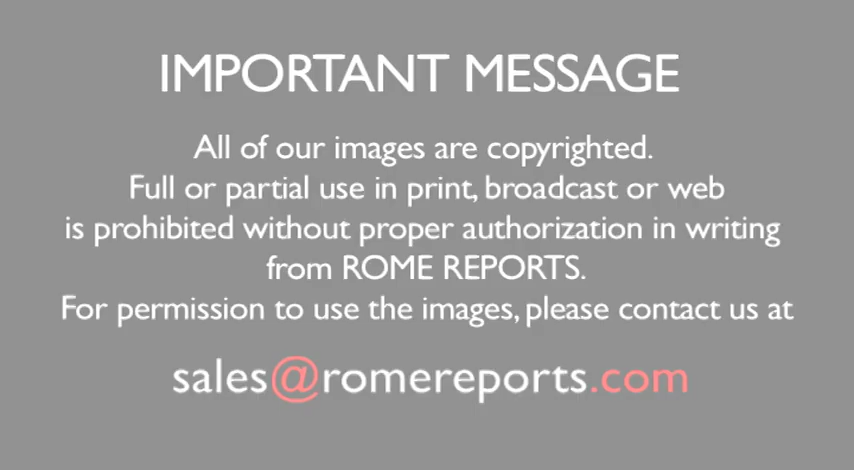 IMPORTANT MESSAGE
All of our images are copyrighted.
Full or partial use in print, broadcast or web
is prohibited without proper authorization in writing
from ROME REPORTS.
For permission to use the images, please contact us at
sales@romereports.com